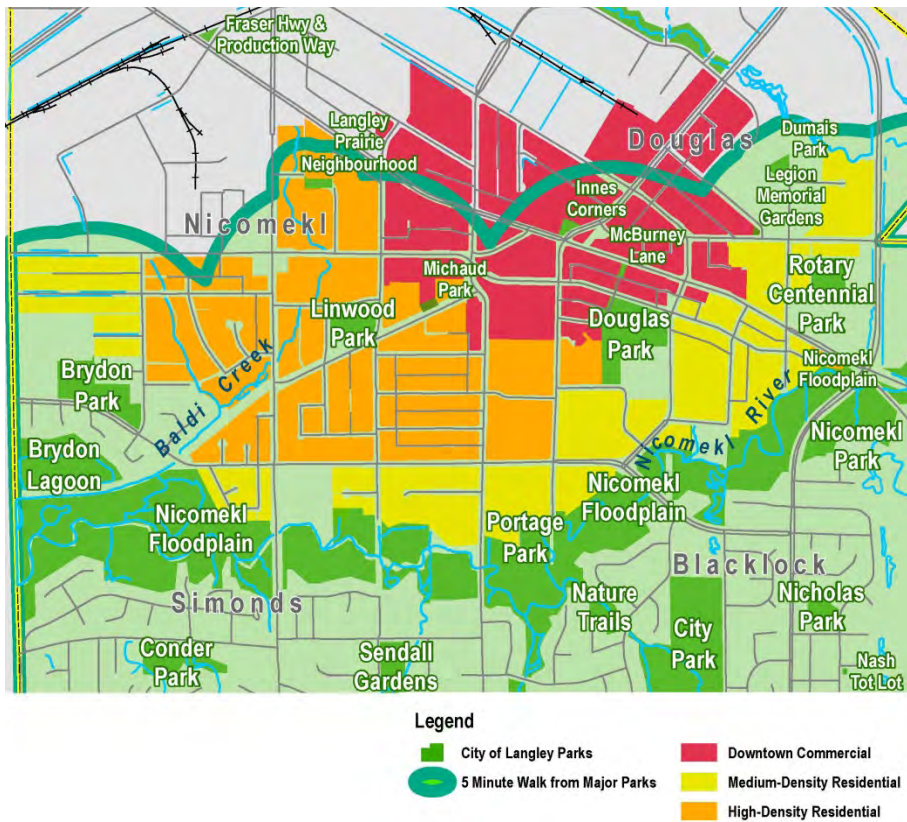 Fraser Hwy &
Production Way
Langley
Prairie
Neighbourhood
Douglas
Dumais
Park
Legion
Memorial
Gardens
Innes
Corners
Nicomekl
McBurney
Lane
Michaud
Park
Rotary
Centennial
Park
Linwood
Park
Douglas
Park
Nicomekl
Floodplain
Brydon
Park
Baldi Creek
Nicomekl River
Nicomekl
Park
Brydon
Lagoon
Nicomekl
Floodplain
Nicomekl
Floodplain
Portage
Park
Blacklock
Simonds
Nature
Trails
Nicholas
Park
City
Park
Conder
Park
Sendall
Gardens
Nash
Tot Lot
Legend
City of Langley Parks
5 Minute Walk from Major Parks
Downtown Commercial
Medium-Density Residential
High-Density Residential